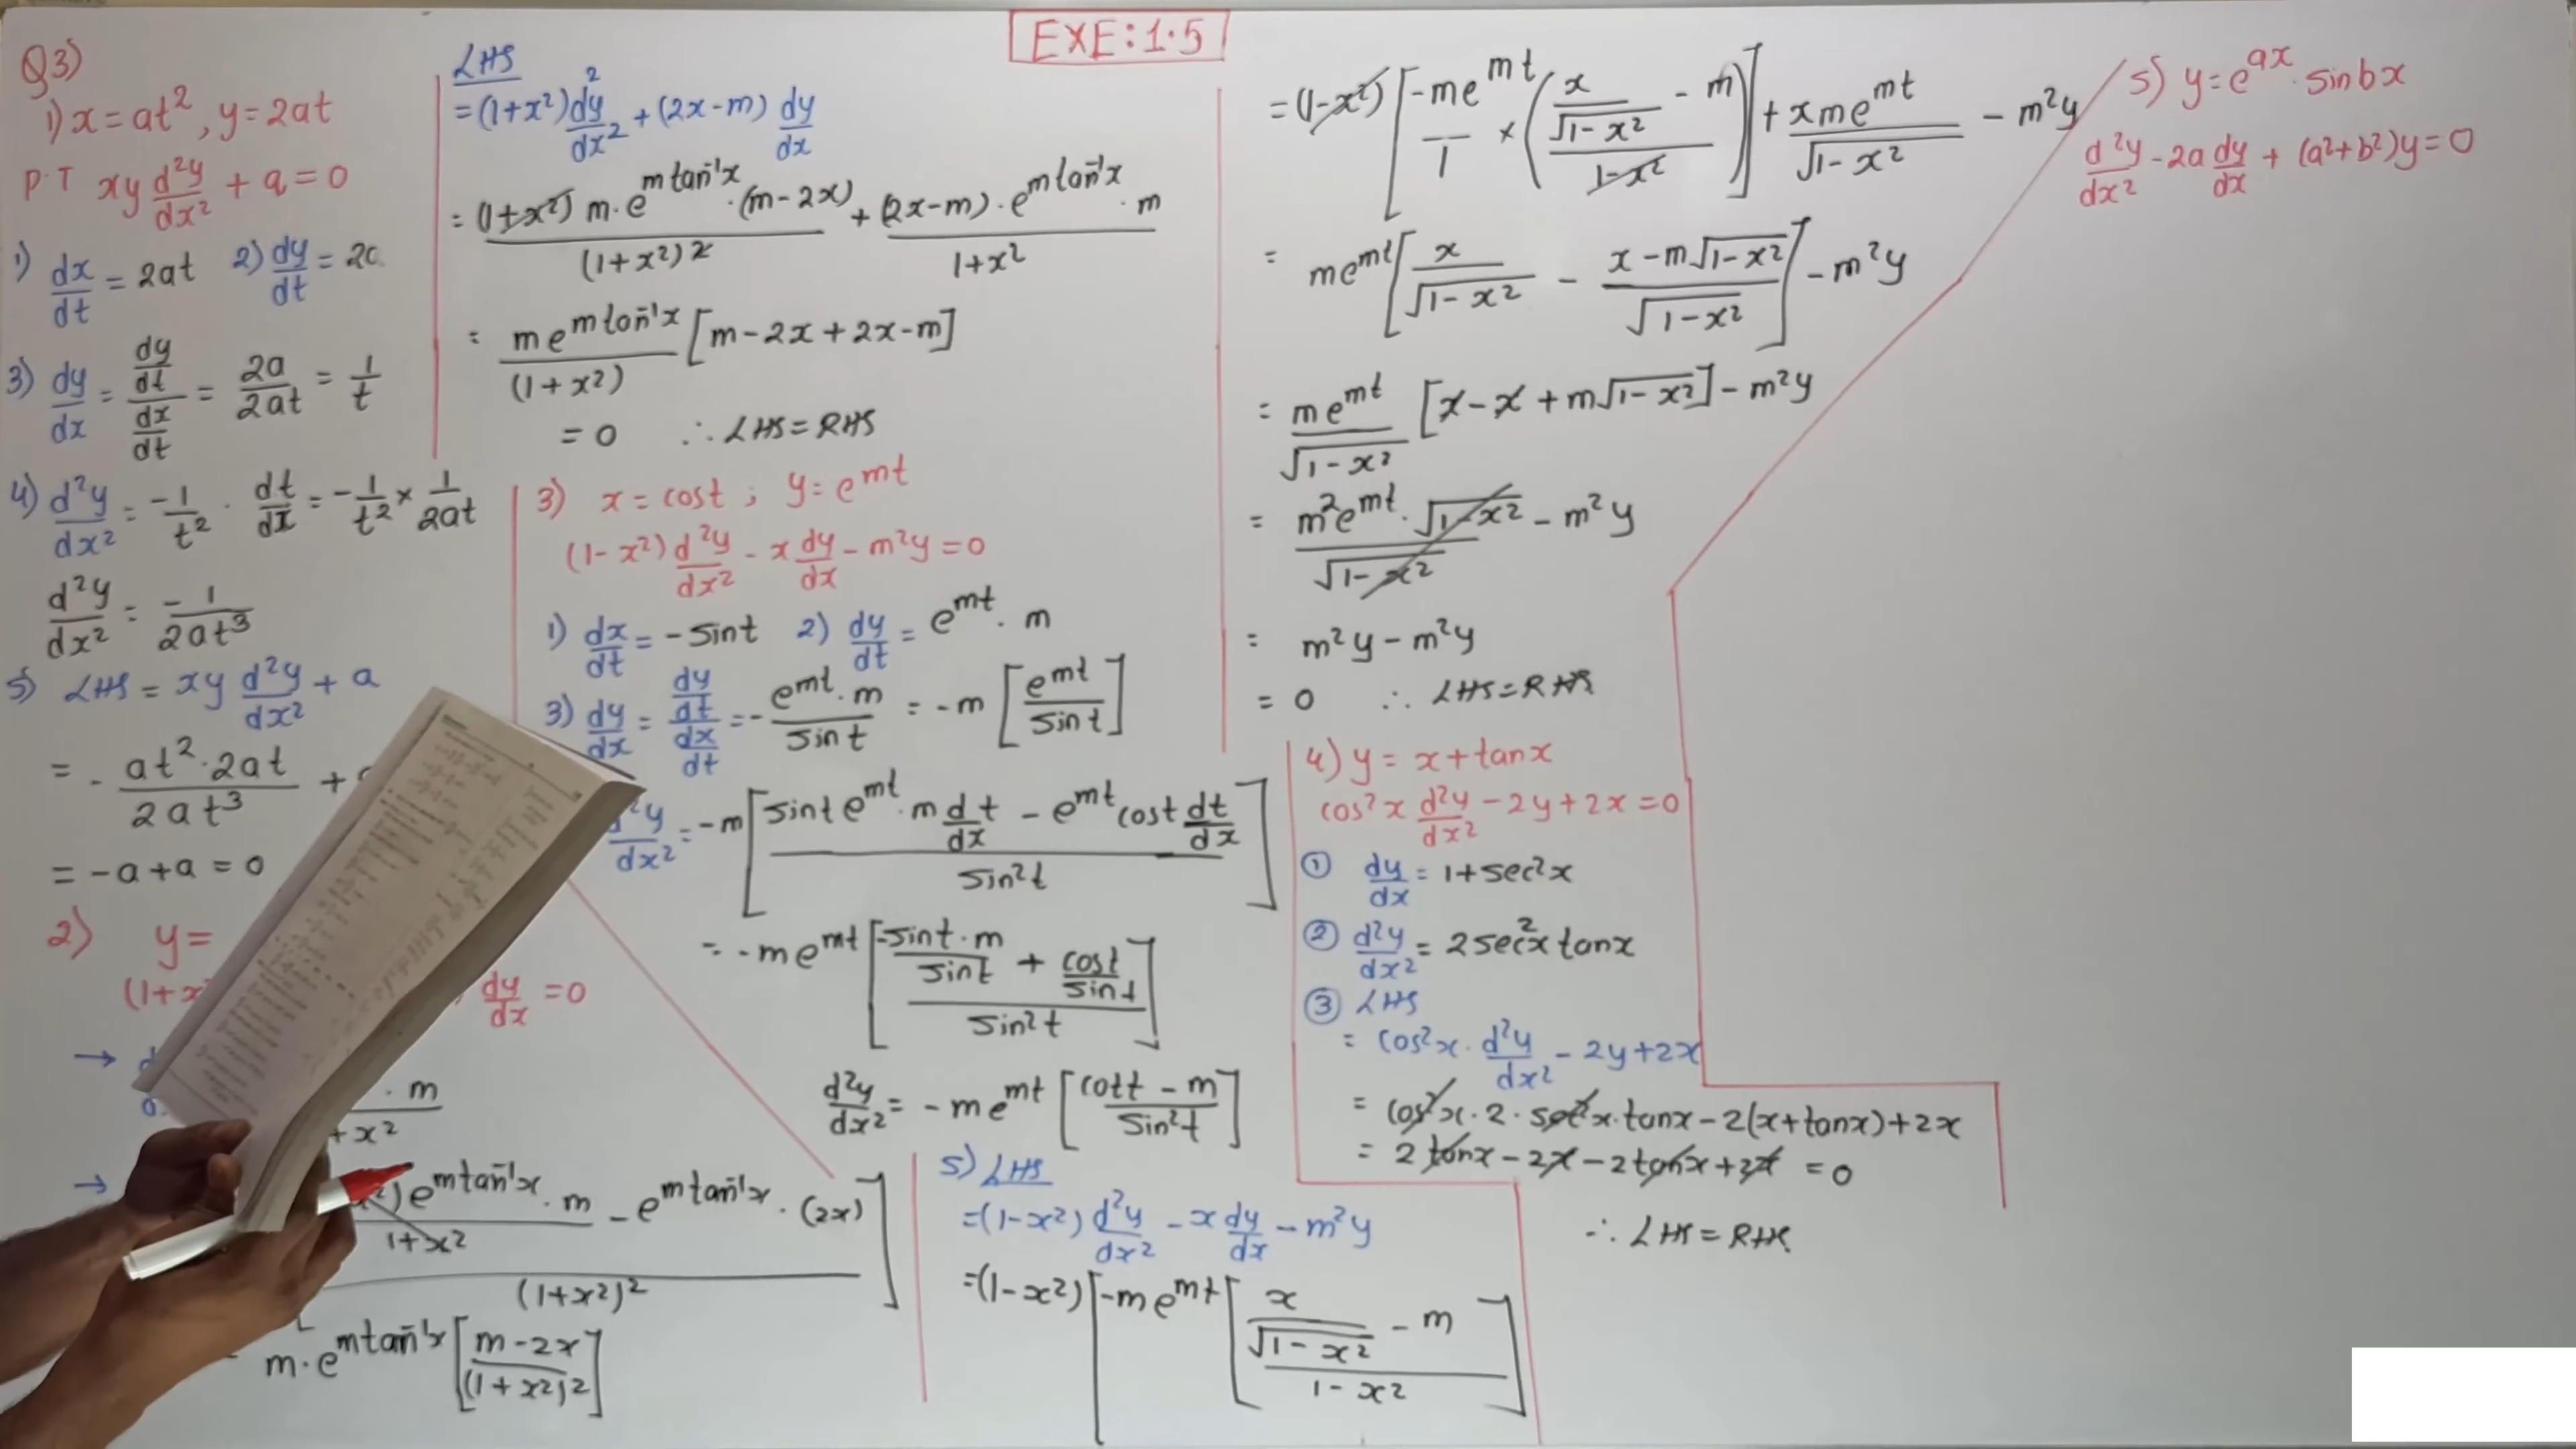 EXE: 1.5
Q3)
1) x = at², y = 2at
P.T xy d²y/dx² + a = 0
1) dx/dt = 2at 2) dy/dt = 2a
3) dy/dx = (dy/dt)/(dx/dt) = 2a/2at = 1/t
4) d²y/dx² = -1/t² · dt/dx = -1/t² × 1/2at
d²y/dx² = -1/2at³
5) LHS = xy d²y/dx² + a
= - at²·2at/2at³ +
= -a + a = 0
2) y =
(1+x² dy/dx = 0
→ d
· m
+x²
→ x²) e^(mtan⁻¹x) · m/1+x² - e^(mtan⁻¹x) · (2x)]
(1+x²)²
m·e^(mtan⁻¹x) [m-2x/(1+x²)²]
LHS
= (1+x²) d²y/dx² + (2x-m) dy/dx
= (1+x²) m·e^(mtan⁻¹x)·(m-2x)/(1+x²)² + (2x-m)·e^(mtan⁻¹x)·m/1+x²
= me^(mtan⁻¹x)/(1+x²) [m-2x+2x-m]
= 0 ∴ LHS = RHS
3) x = cost ; y = e^(mt)
(1-x²) d²y/dx² - x dy/dx - m²y = 0
1) dx/dt = -sint 2) dy/dt = e^(mt) · m
3) dy/dx = (dy/dt)/(dx/dt) = - e^(mt)·m/sint = -m [e^(mt)/sint]
²y/dx² = -m [sint e^(mt)·m dt/dx - e^(mt) cost dt/dx / sin²t]
= -me^(mt) [(-sint·m/sint + cost/sint) / sin²t]
d²y/dx² = -me^(mt) [cott - m/sin²t]
5) LHS
= (1-x²) d²y/dx² - x dy/dx - m²y
= (1-x²) [-me^(mt) [(x/√(1-x²) - m) / 1-x²]
= (1-x²) [-me^(mt)/1 × ((x/√(1-x²) - m) / 1-x²)] + xme^(mt)/√(1-x²) - m²y
= me^(mt) [x/√(1-x²) - (x-m√(1-x²))/√(1-x²)] - m²y
= me^(mt)/√(1-x²) [x-x+m√(1-x²)] - m²y
= m²e^(mt)·√(1-x²)/√(1-x²) - m²y
= m²y - m²y
= 0 ∴ LHS = RHS
4) y = x + tanx
cos²x d²y/dx² - 2y + 2x = 0
① dy/dx = 1 + sec²x
② d²y/dx² = 2sec²x tanx
③ LHS
= cos²x · d²y/dx² - 2y + 2x
= cos²x · 2 · sec²x · tanx - 2(x+tanx) + 2x
= 2tanx - 2x - 2tanx + 2x = 0
∴ LHS = RHS
5) y = e^(ax) · sinbx
d²y/dx² - 2a dy/dx + (a²+b²)y = 0